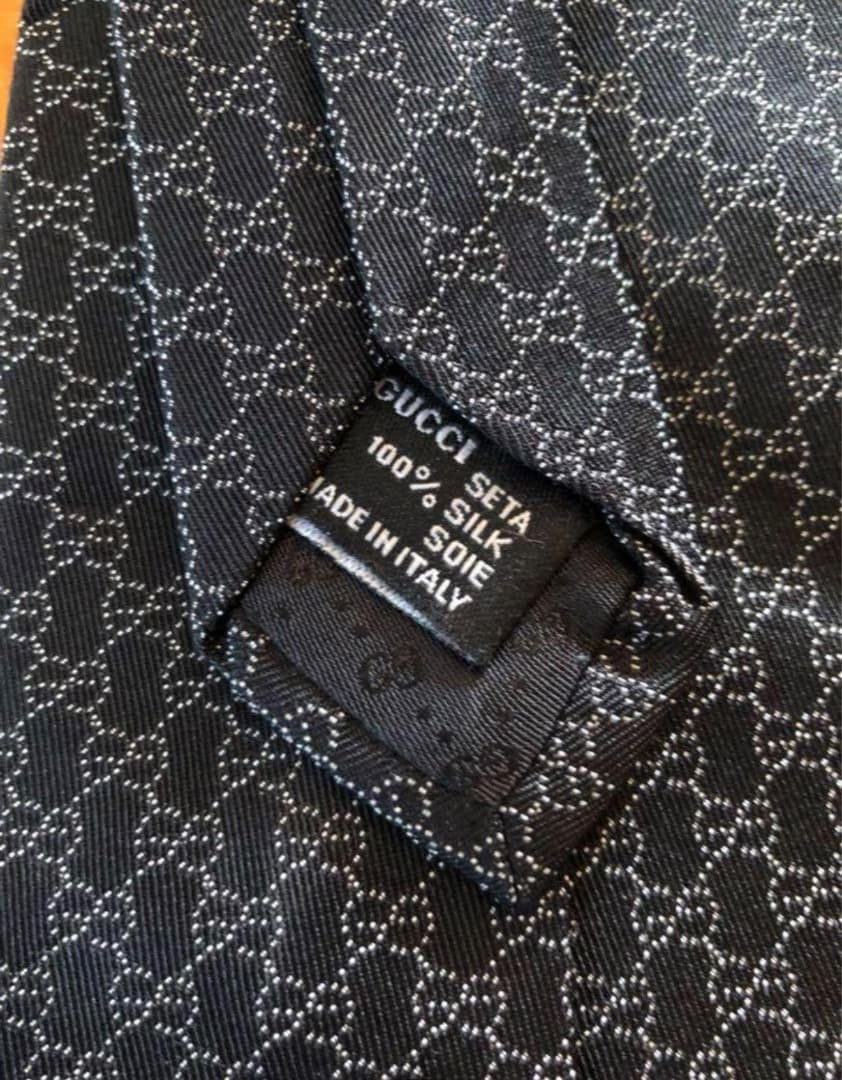 GUCCI
SETA
100% SILK
SOIE
MADE IN ITALY